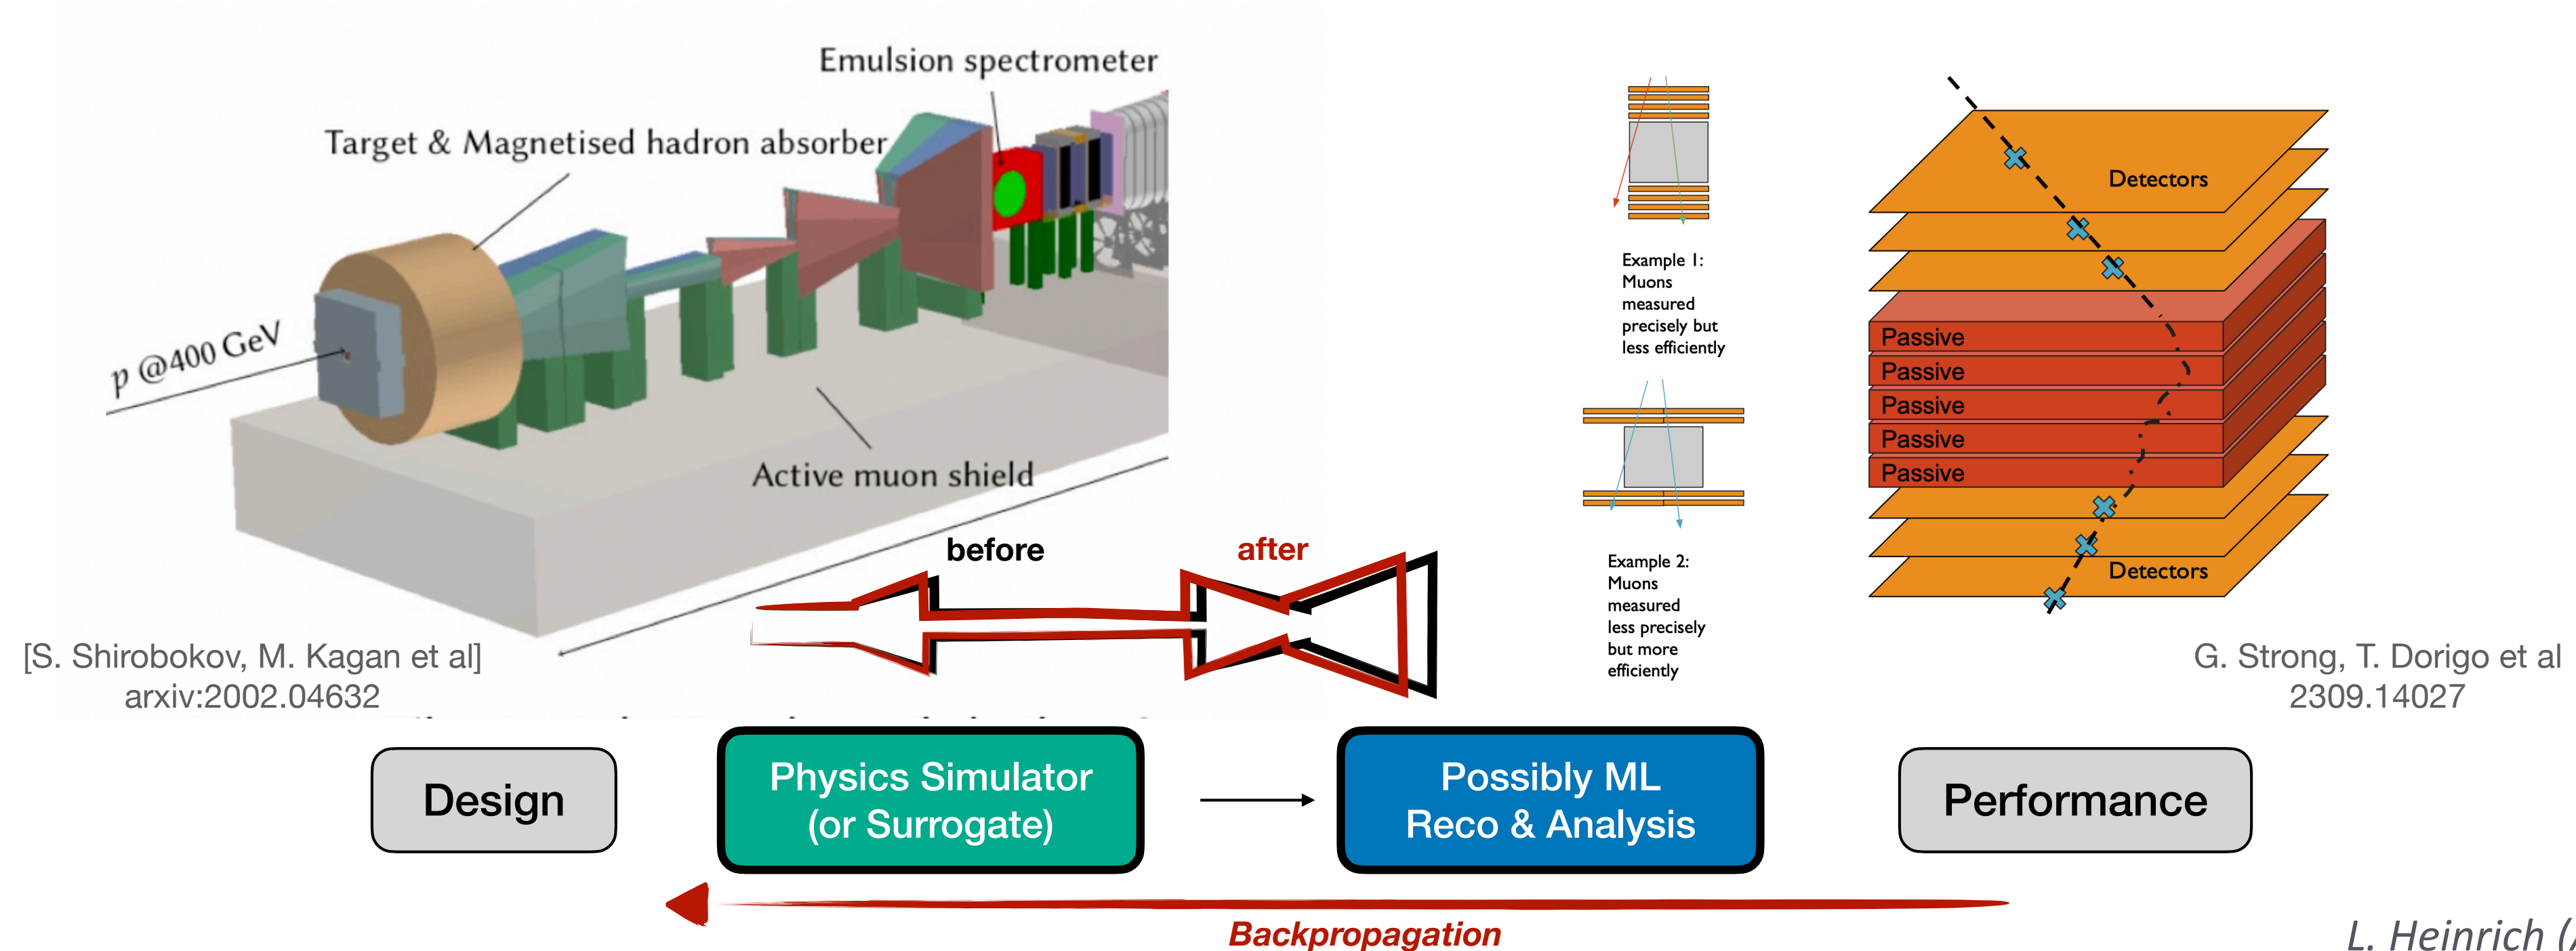 Emulsion spectrometer
Target & Magnetised hadron absorber
p @400 GeV
Active muon shield
before
after
[S. Shirobokov, M. Kagan et al]
arxiv:2002.04632
Example 1:
Muons
measured
precisely but
less efficiently
Example 2:
Muons
measured
less precisely
but more
efficiently
Detectors
Passive
Passive
Passive
Passive
Passive
Detectors
G. Strong, T. Dorigo et al
2309.14027
Design
Physics Simulator
(or Surrogate)
Possibly ML
Reco & Analysis
Performance
Backpropagation
L. Heinrich (